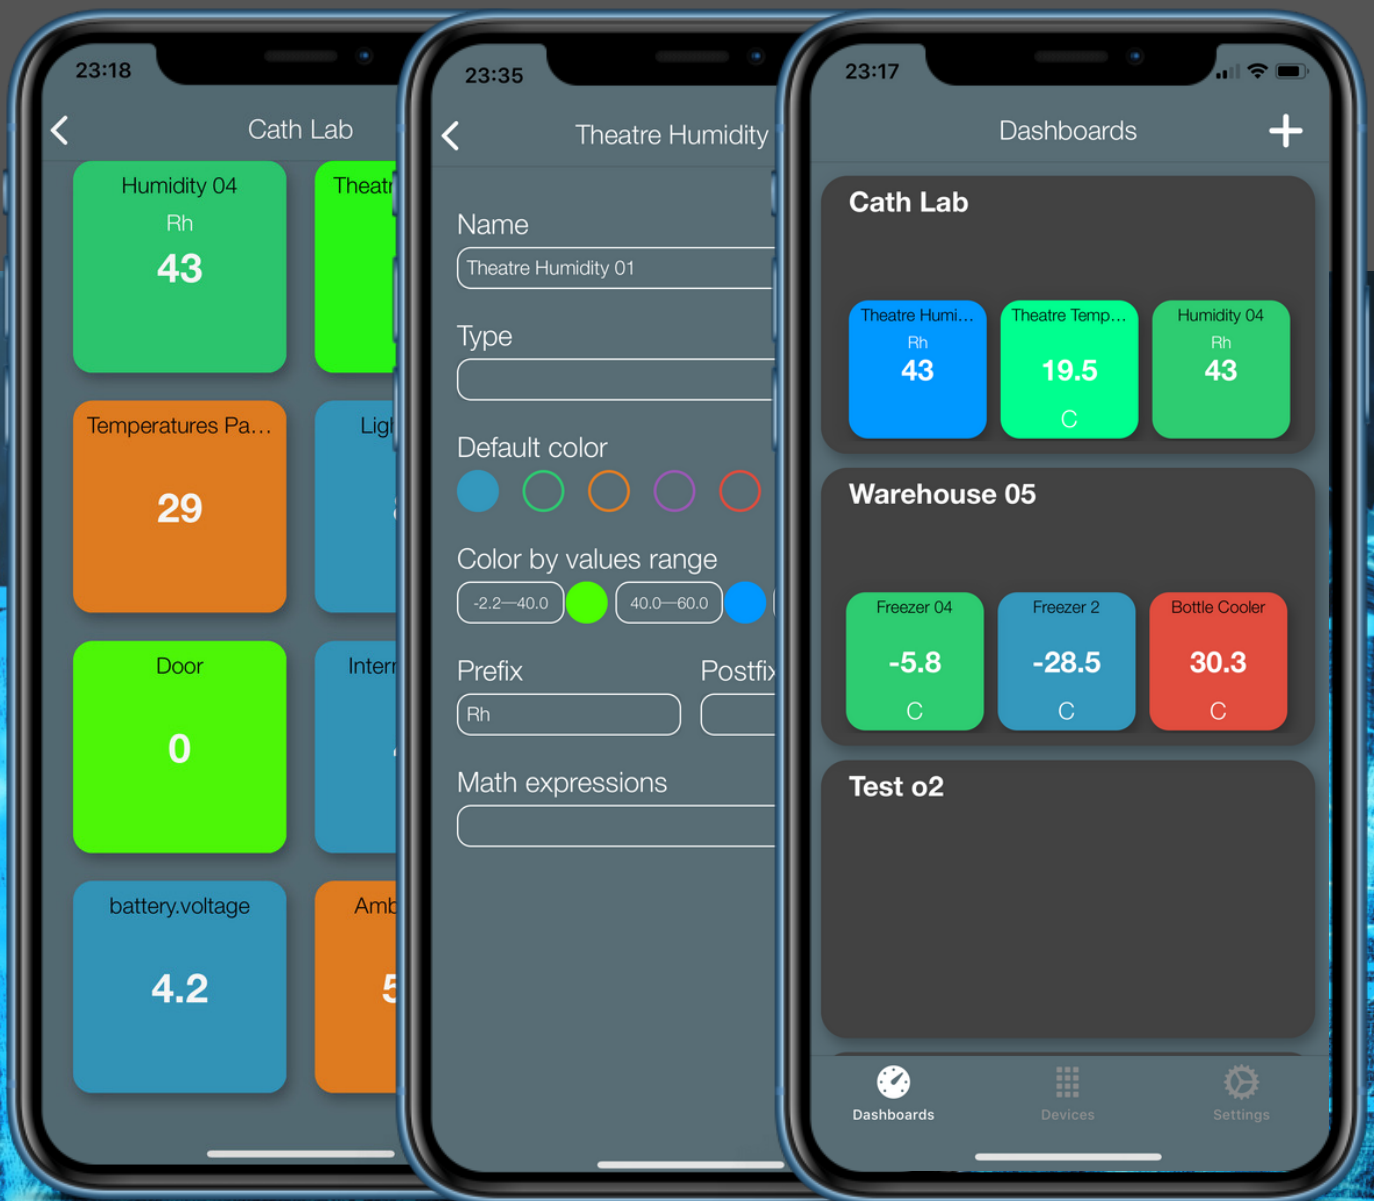 23:18
Cath Lab
Humidity 04
Rh
43
Temperatures Pa...
29
Door
0
battery.voltage
4.2
23:35
Theatre Humidity
Name
Theatre Humidity 01
Type
Default color
Color by values range
-2.2—40.0
40.0—60.0
Prefix
Rh
Math expressions
23:17
Dashboards
Cath Lab
Theatre Humi...
Rh
43
Theatre Temp...
19.5
C
Humidity 04
Rh
43
Warehouse 05
Freezer 04
-5.8
C
Freezer 2
-28.5
C
Bottle Cooler
30.3
C
Test o2
Dashboards
Devices
Settings